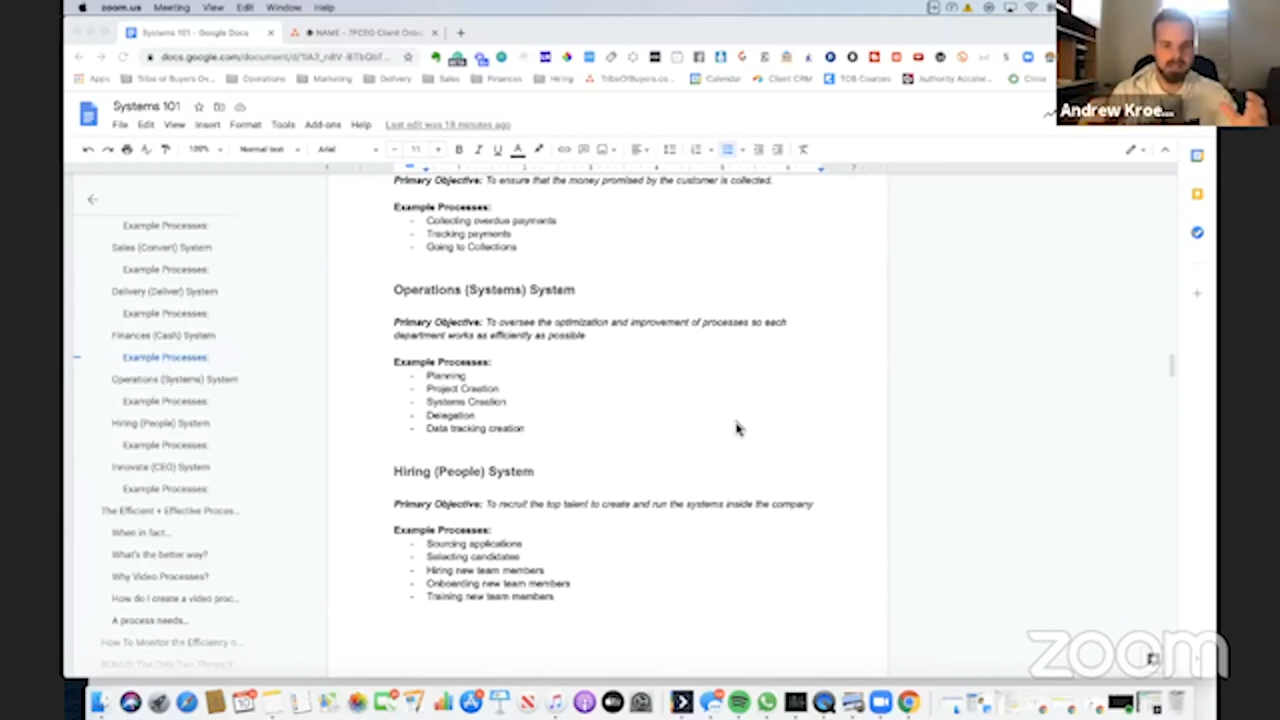 zoom.us Meeting View Edit Window Help
Systems 101 - Google Docs
NAME - 7FCEO Client Onbo
Apps Tribe of Buyers Ov... Operations Marketing Delivery Sales Finances Hiring TribeOfBuyers.co... Calendar Client CRM TOB Courses Authority Acceler... Close
Andrew Kroe...
Systems 101
File Edit View Insert Format Tools Add-ons Help Last edit was 18 minutes ago
100% Normal text Arial 11
Example Processes:
Sales (Convert) System
Example Processes:
Delivery (Deliver) System
Example Processes:
Finances (Cash) System
Example Processes:
Operations (Systems) System
Example Processes:
Hiring (People) System
Example Processes:
Innovate (CEO) System
Example Processes:
The Efficient + Effective Proces...
When in fact...
What's the better way?
Why Video Processes?
How do I create a video proc...
A process needs...
How To Monitor the Efficiency o...
Primary Objective: To ensure that the money promised by the customer is collected.
Example Processes:
- Collecting overdue payments
- Tracking payments
- Going to Collections
Operations (Systems) System
Primary Objective: To oversee the optimization and improvement of processes so each
department works as efficiently as possible
Example Processes:
- Planning
- Project Creation
- Systems Creation
- Delegation
- Data tracking creation
Hiring (People) System
Primary Objective: To recruit the top talent to create and run the systems inside the company
Example Processes:
- Sourcing applications
- Selecting candidates
- Hiring new team members
- Onboarding new team members
- Training new team members
zoom